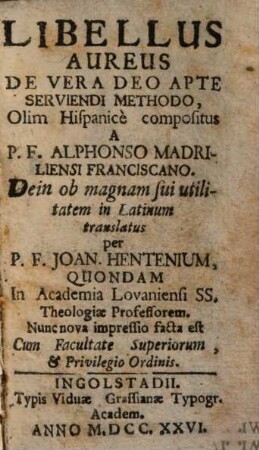 LIBELLUS
AUREUS
DE VERA DEO APTE
SERVIENDI METHODO,
Olim Hispanicè compositus
A
P. F. ALPHONSO MADRI-
LIENSI FRANCISCANO.
Dein ob magnam sui utili-
tatem in Latinum
translatus
per
P. F. JOAN. HENTENIUM,
QUONDAM
In Academia Lovaniensi SS.
Theologiæ Professorem.
Nunc nova impressio facta est
Cum Facultate Superiorum,
& Privilegio Ordinis.
INGOLSTADII.
Typis Viduæ Grassianæ Typogr.
Academ.
ANNO M.DCC.XXVI.